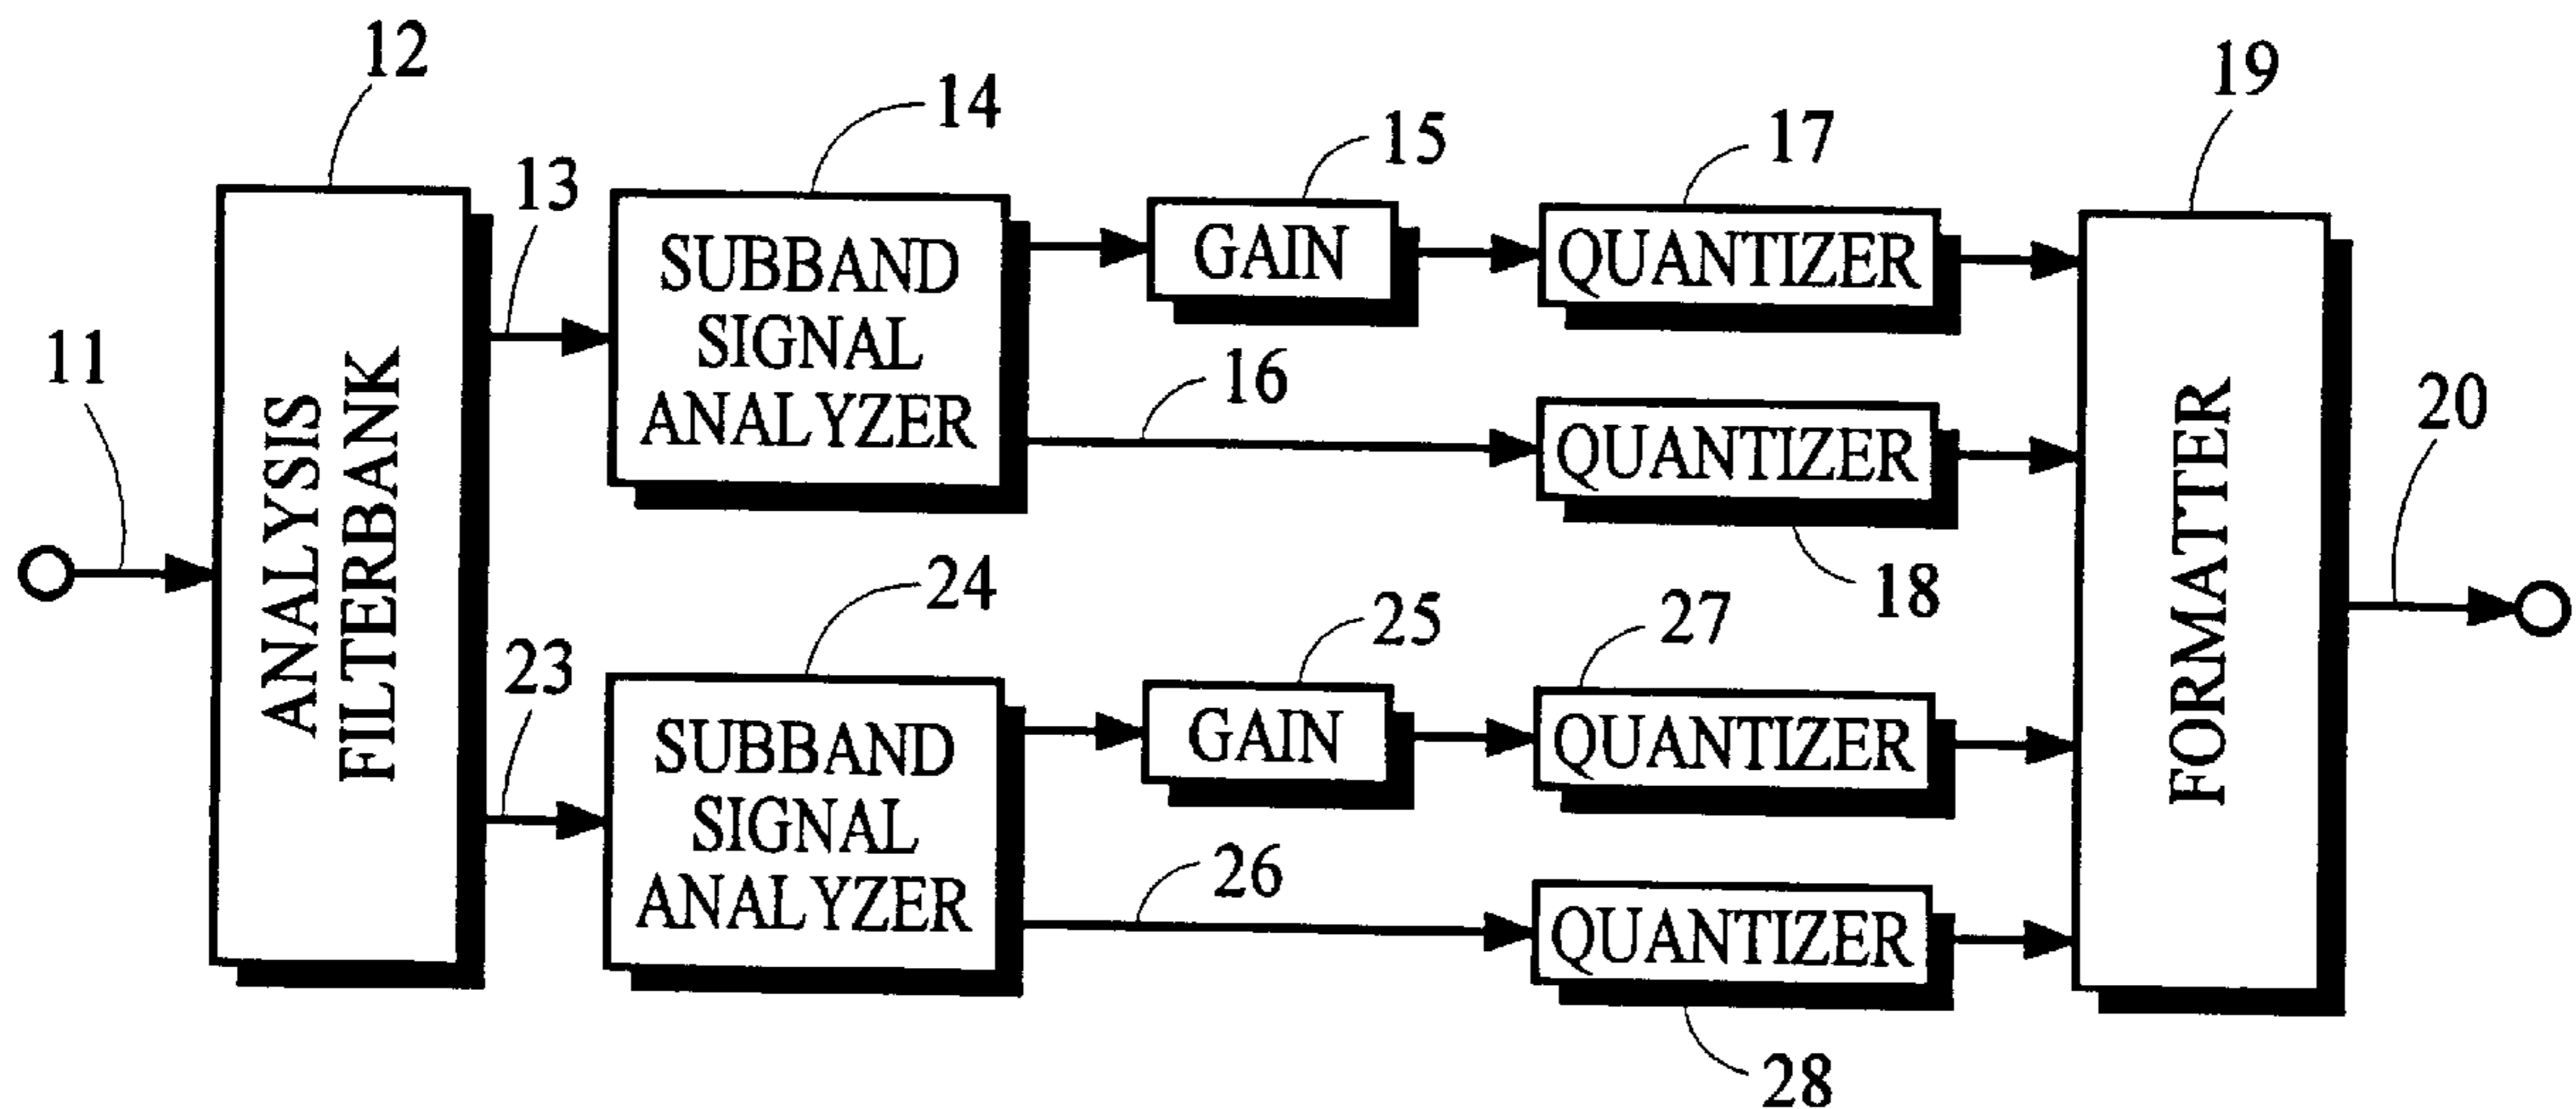 12
14
19
15
17
13
SUBBAND
SIGNAL
ANALYZER
GAIN
QUANTIZER
11
16
20
QUANTIZER
ANALYSIS
FILTERBANK
FORMATTER
18
24
25
27
23
SUBBAND
SIGNAL
ANALYZER
GAIN
QUANTIZER
26
QUANTIZER
28